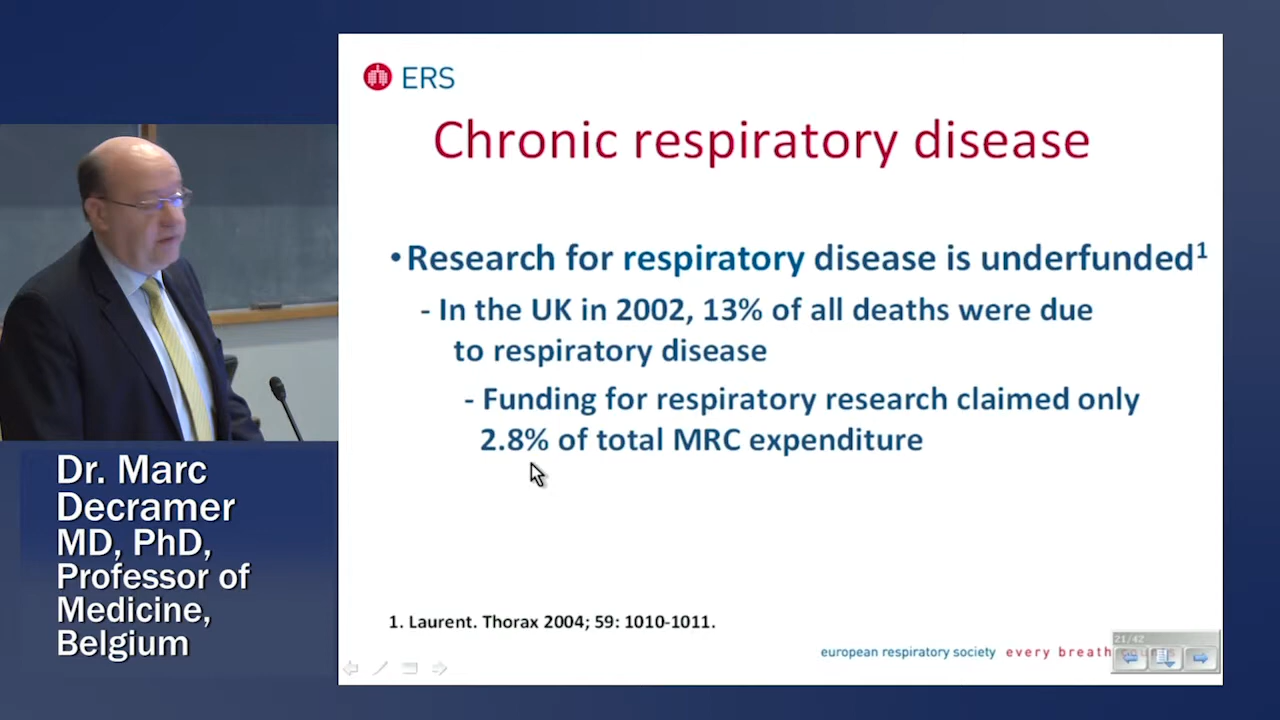 ERS
Chronic respiratory disease
•Research for respiratory disease is underfunded1
- In the UK in 2002, 13% of all deaths were due
to respiratory disease
- Funding for respiratory research claimed only
2.8% of total MRC expenditure
1. Laurent. Thorax 2004; 59: 1010-1011.
european respiratory society every breath
21/42
Dr. Marc
Decramer
MD, PhD,
Professor of
Medicine,
Belgium